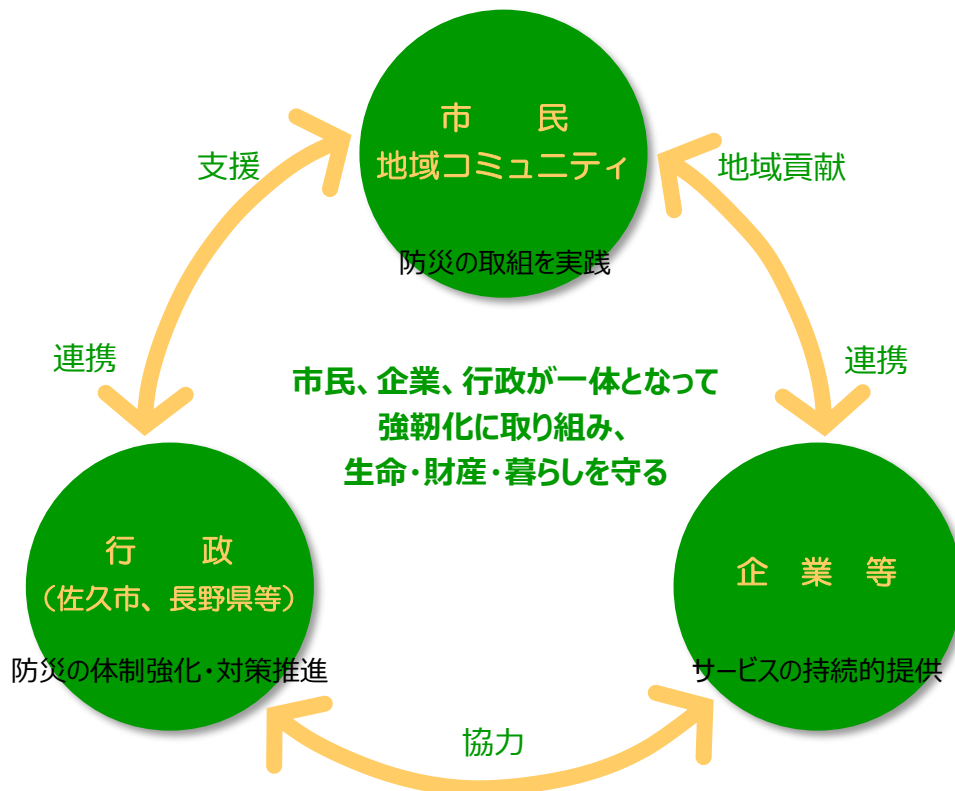 市　　民
地域コミュニティ
防災の取組を実践
支援
地域貢献
連携
連携
市民、企業、行政が一体となって
強靭化に取り組み、
生命・財産・暮らしを守る
行　　政
（佐久市、長野県等）
防災の体制強化・対策推進
企　業　等
サービスの持続的提供
協力